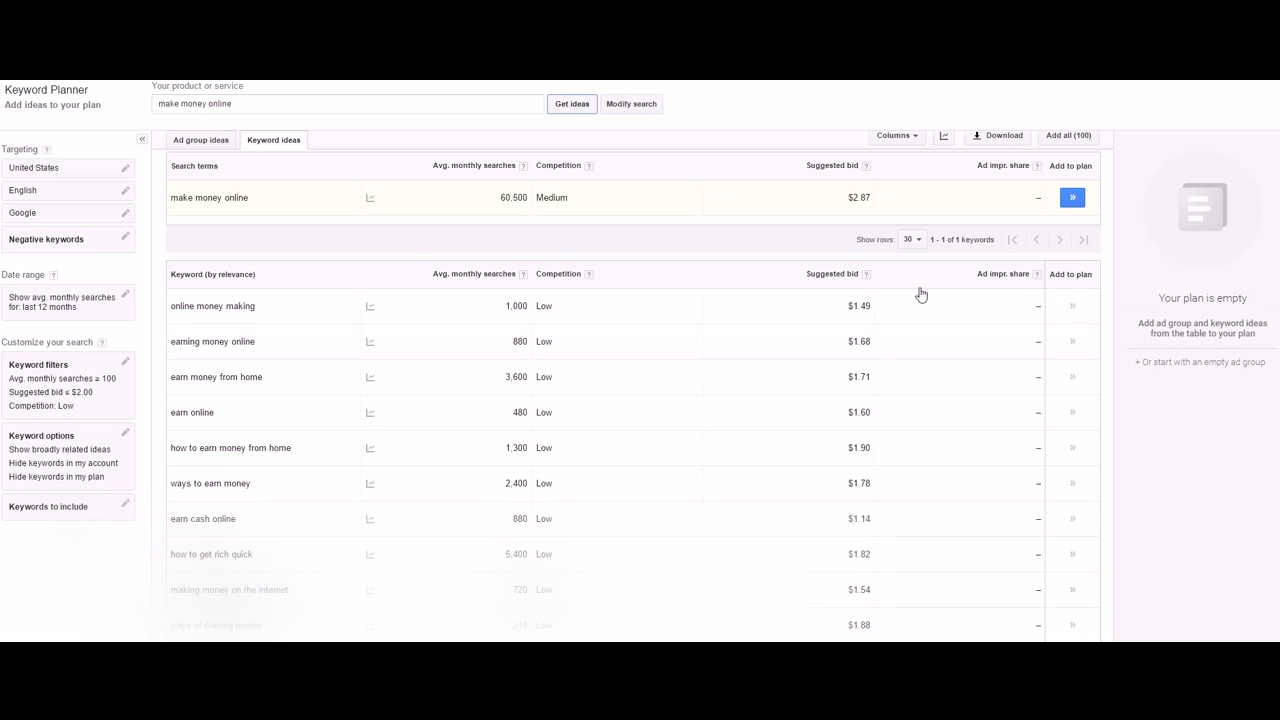 Keyword Planner
Add ideas to your plan
Your product or service
make money online
Get ideas
Modify search
Targeting ?
United States
English
Google
Negative keywords
Date range ?
Show avg. monthly searches
for: last 12 months
Customize your search ?
Keyword filters
Avg. monthly searches ≥ 100
Suggested bid ≤ $2.00
Competition: Low
Keyword options
Show broadly related ideas
Hide keywords in my account
Hide keywords in my plan
Keywords to include
Ad group ideas Keyword ideas Columns Download Add all (100)
Search terms Avg. monthly searches ? Competition ? Suggested bid ? Ad impr. share ? Add to plan
make money online 60,500 Medium $2.87 – »
Show rows: 30 1 - 1 of 1 keywords
Keyword (by relevance) Avg. monthly searches ? Competition ? Suggested bid ? Ad impr. share ? Add to plan
online money making 1,000 Low $1.49 – »
earning money online 880 Low $1.68 – »
earn money from home 3,600 Low $1.71 – »
earn online 480 Low $1.60 – »
how to earn money from home 1,300 Low $1.90 – »
ways to earn money 2,400 Low $1.78 – »
earn cash online 880 Low $1.14 – »
how to get rich quick 5,400 Low $1.82 – »
making money on the internet 720 Low $1.54 – »
ways of making money 210 Low $1.88 – »
Your plan is empty
Add ad group and keyword ideas
from the table to your plan
+ Or start with an empty ad group